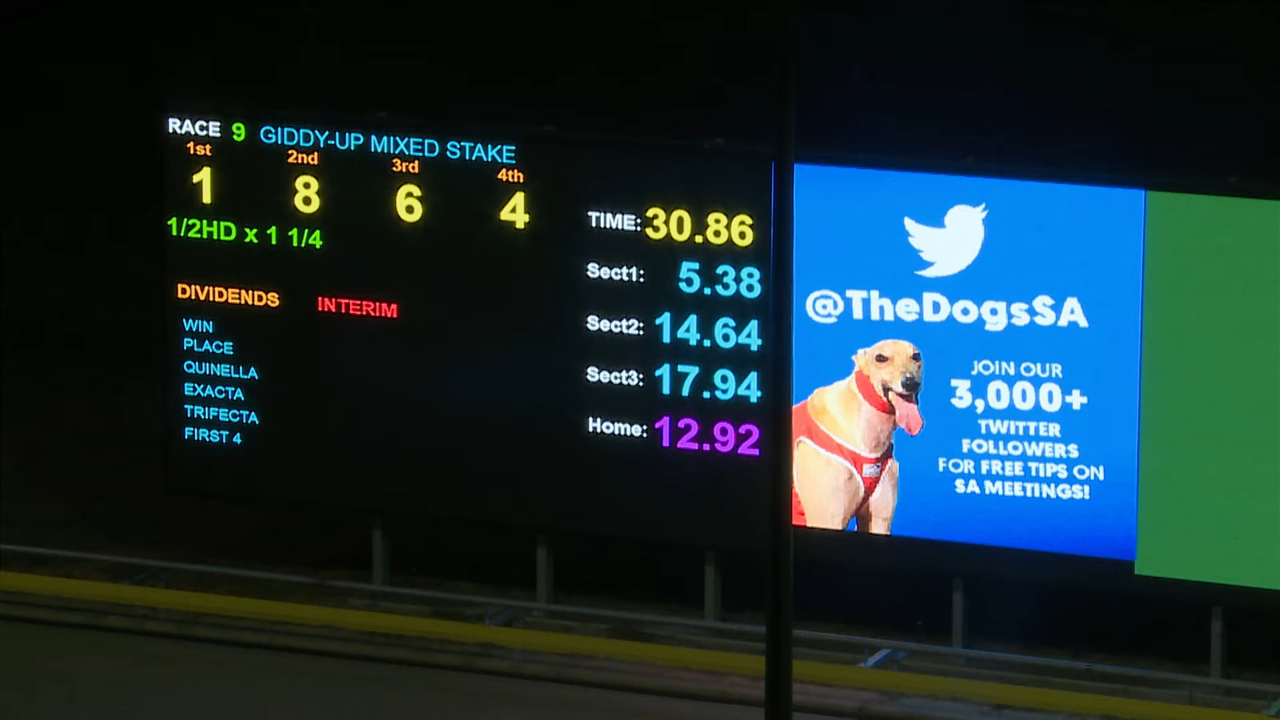 RACE 9 GIDDY-UP MIXED STAKE
1st 2nd 3rd 4th
1 8 6 4
1/2HD x 1 1/4
DIVIDENDS INTERIM
WIN
PLACE
QUINELLA
EXACTA
TRIFECTA
FIRST 4
TIME: 30.86
Sect1: 5.38
Sect2: 14.64
Sect3: 17.94
Home: 12.92
@TheDogsSA
JOIN OUR
3,000+
TWITTER
FOLLOWERS
FOR FREE TIPS ON
SA MEETINGS!